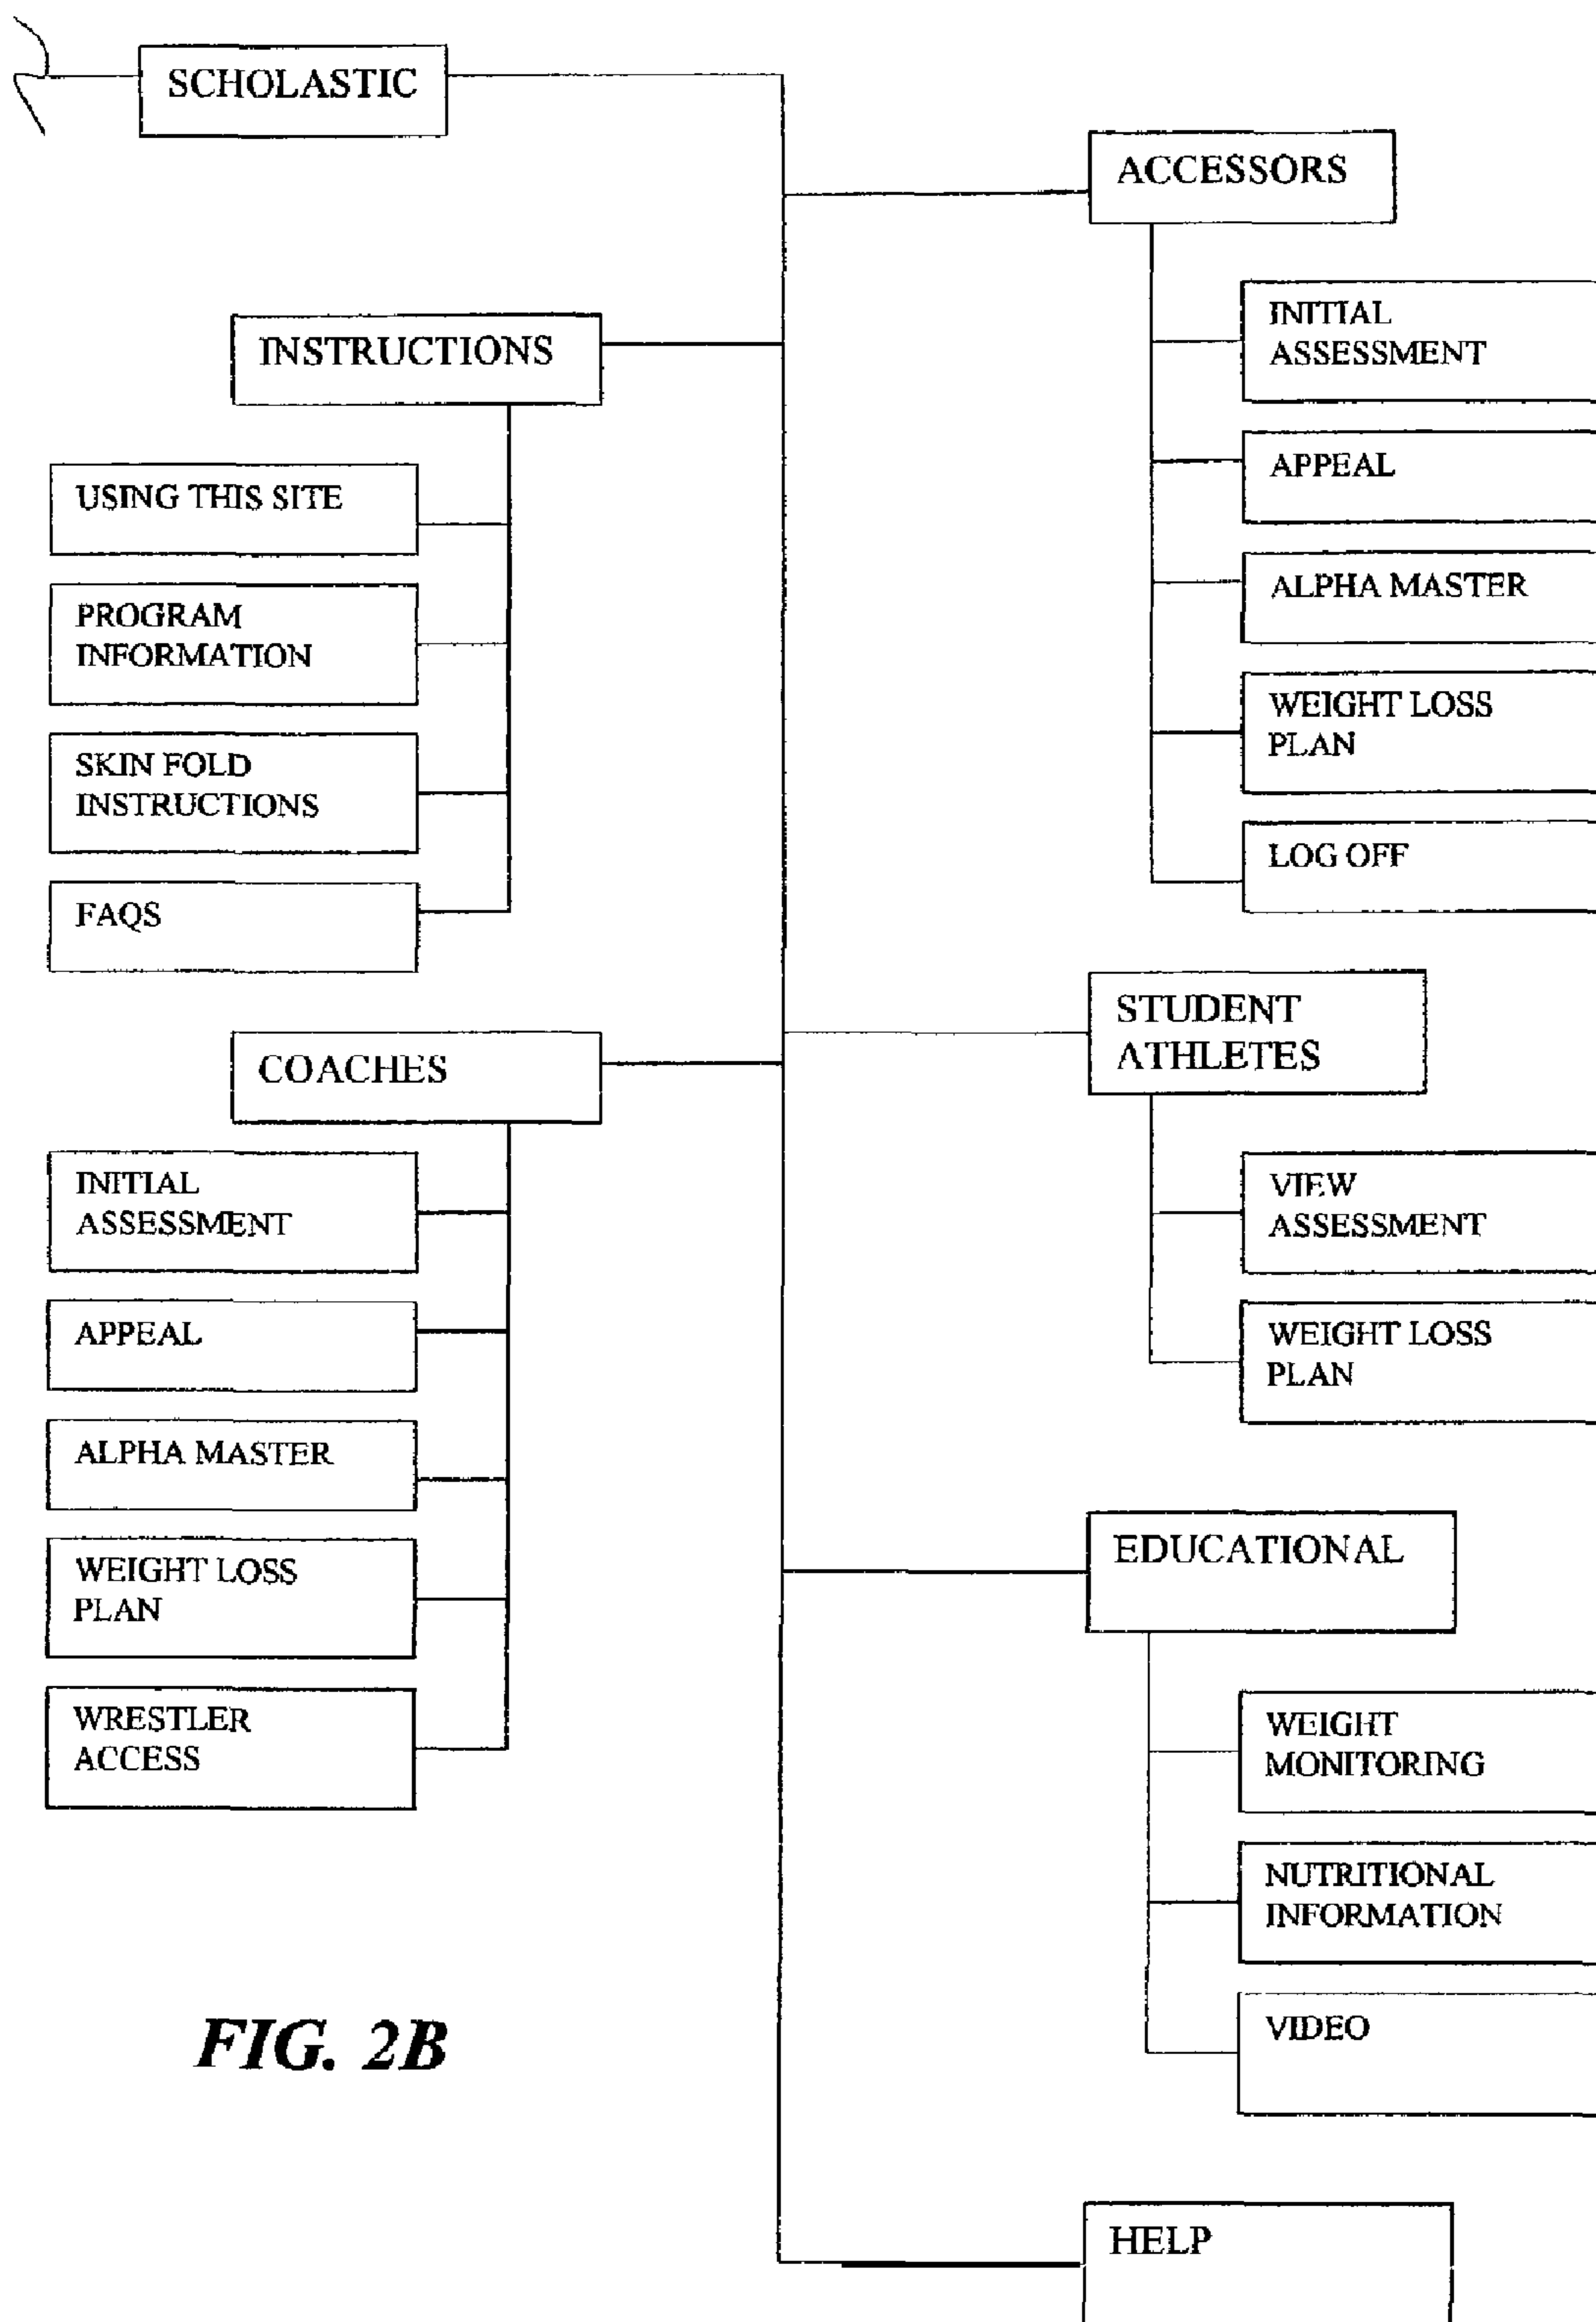 SCHOLASTIC
ACCESSORS
INITIAL
ASSESSMENT
APPEAL
ALPHA MASTER
WEIGHT LOSS
PLAN
LOG OFF
INSTRUCTIONS
USING THIS SITE
PROGRAM
INFORMATION
SKIN FOLD
INSTRUCTIONS
FAQS
COACHES
INITIAL
ASSESSMENT
APPEAL
ALPHA MASTER
WEIGHT LOSS
PLAN
WRESTLER
ACCESS
STUDENT
ATHLETES
VIEW
ASSESSMENT
WEIGHT LOSS
PLAN
EDUCATIONAL
WEIGHT
MONITORING
NUTRITIONAL
INFORMATION
VIDEO
HELP
FIG. 2B